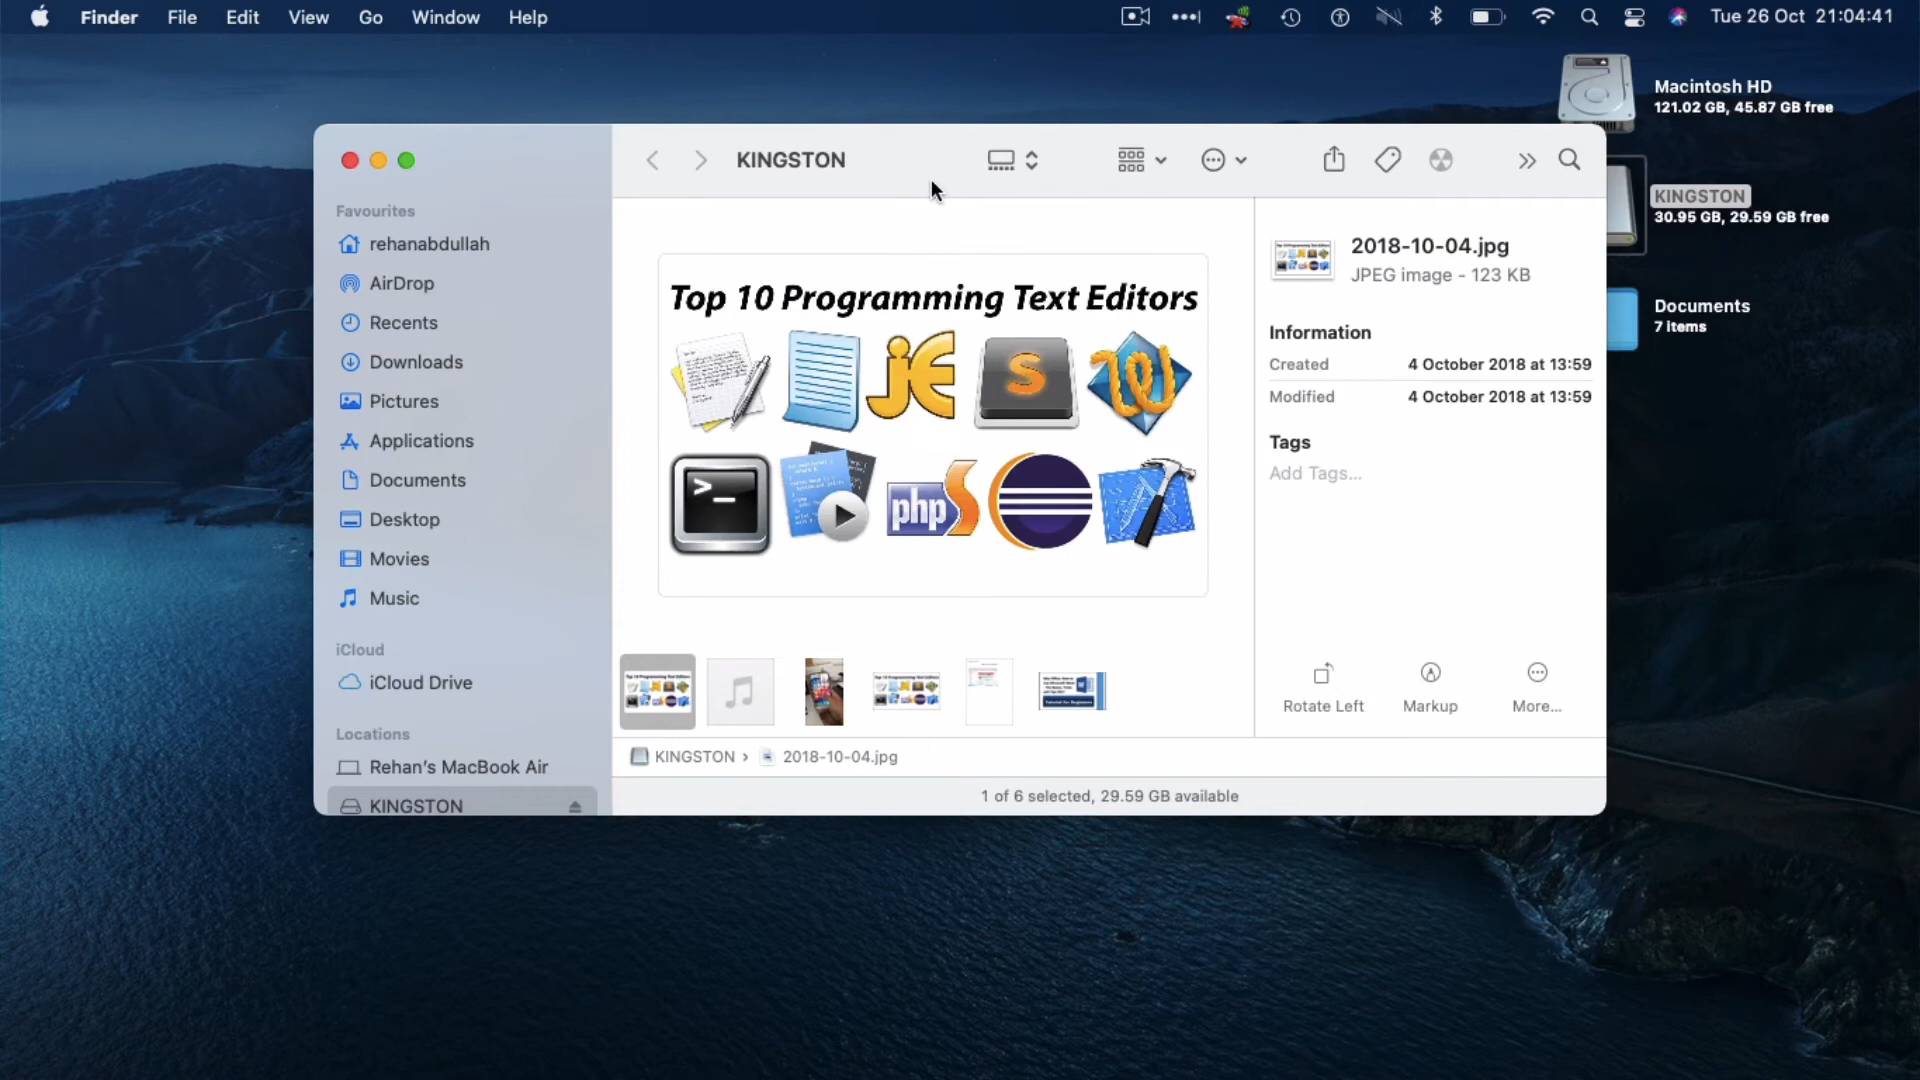 Finder File Edit View Go Window Help
Tue 26 Oct 21:04:41
Macintosh HD
121.02 GB, 45.87 GB free
KINGSTON
30.95 GB, 29.59 GB free
Documents
7 items
KINGSTON
Favourites
rehanabdullah
AirDrop
Recents
Downloads
Pictures
Applications
Documents
Desktop
Movies
Music
iCloud
iCloud Drive
Locations
Rehan's MacBook Air
KINGSTON
Top 10 Programming Text Editors
jE
S
W
>_
php
S
2018-10-04.jpg
JPEG image - 123 KB
Information
Created 4 October 2018 at 13:59
Modified 4 October 2018 at 13:59
Tags
Add Tags...
Rotate Left
Markup
More...
KINGSTON › 2018-10-04.jpg
1 of 6 selected, 29.59 GB available